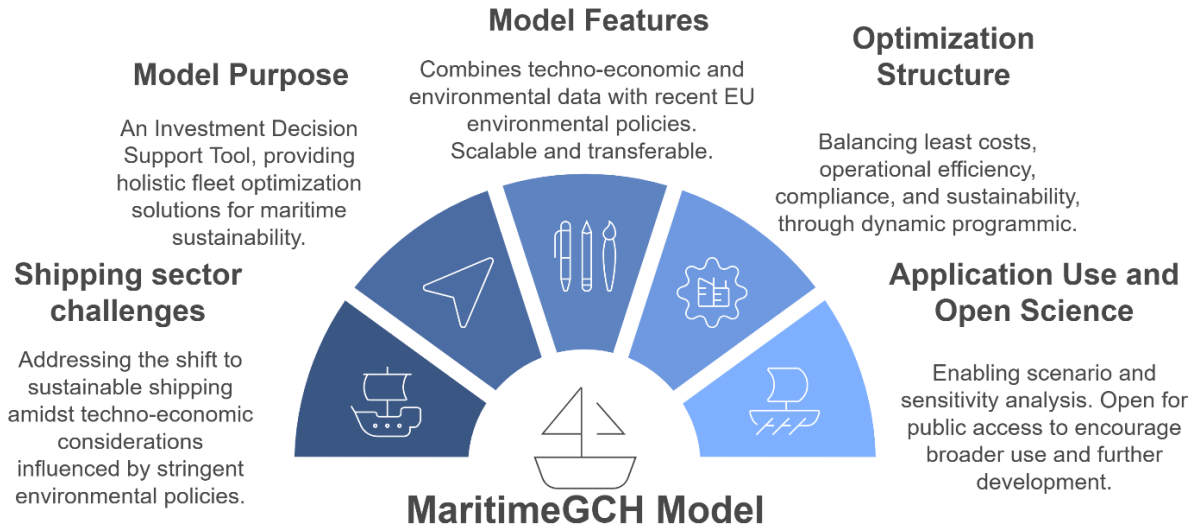 Shipping sector
challenges
Addressing the shift to
sustainable shipping
amidst techno-economic
considerations
influenced by stringent
environmental policies.
Model Purpose
An Investment Decision
Support Tool, providing
holistic fleet optimization
solutions for maritime
sustainability.
Model Features
Combines techno-economic and
environmental data with recent EU
environmental policies.
Scalable and transferable.
Optimization
Structure
Balancing least costs,
operational efficiency,
compliance, and sustainability,
through dynamic programmic.
Application Use and
Open Science
Enabling scenario and
sensitivity analysis. Open for
public access to encourage
broader use and further
development.
MaritimeGCH Model